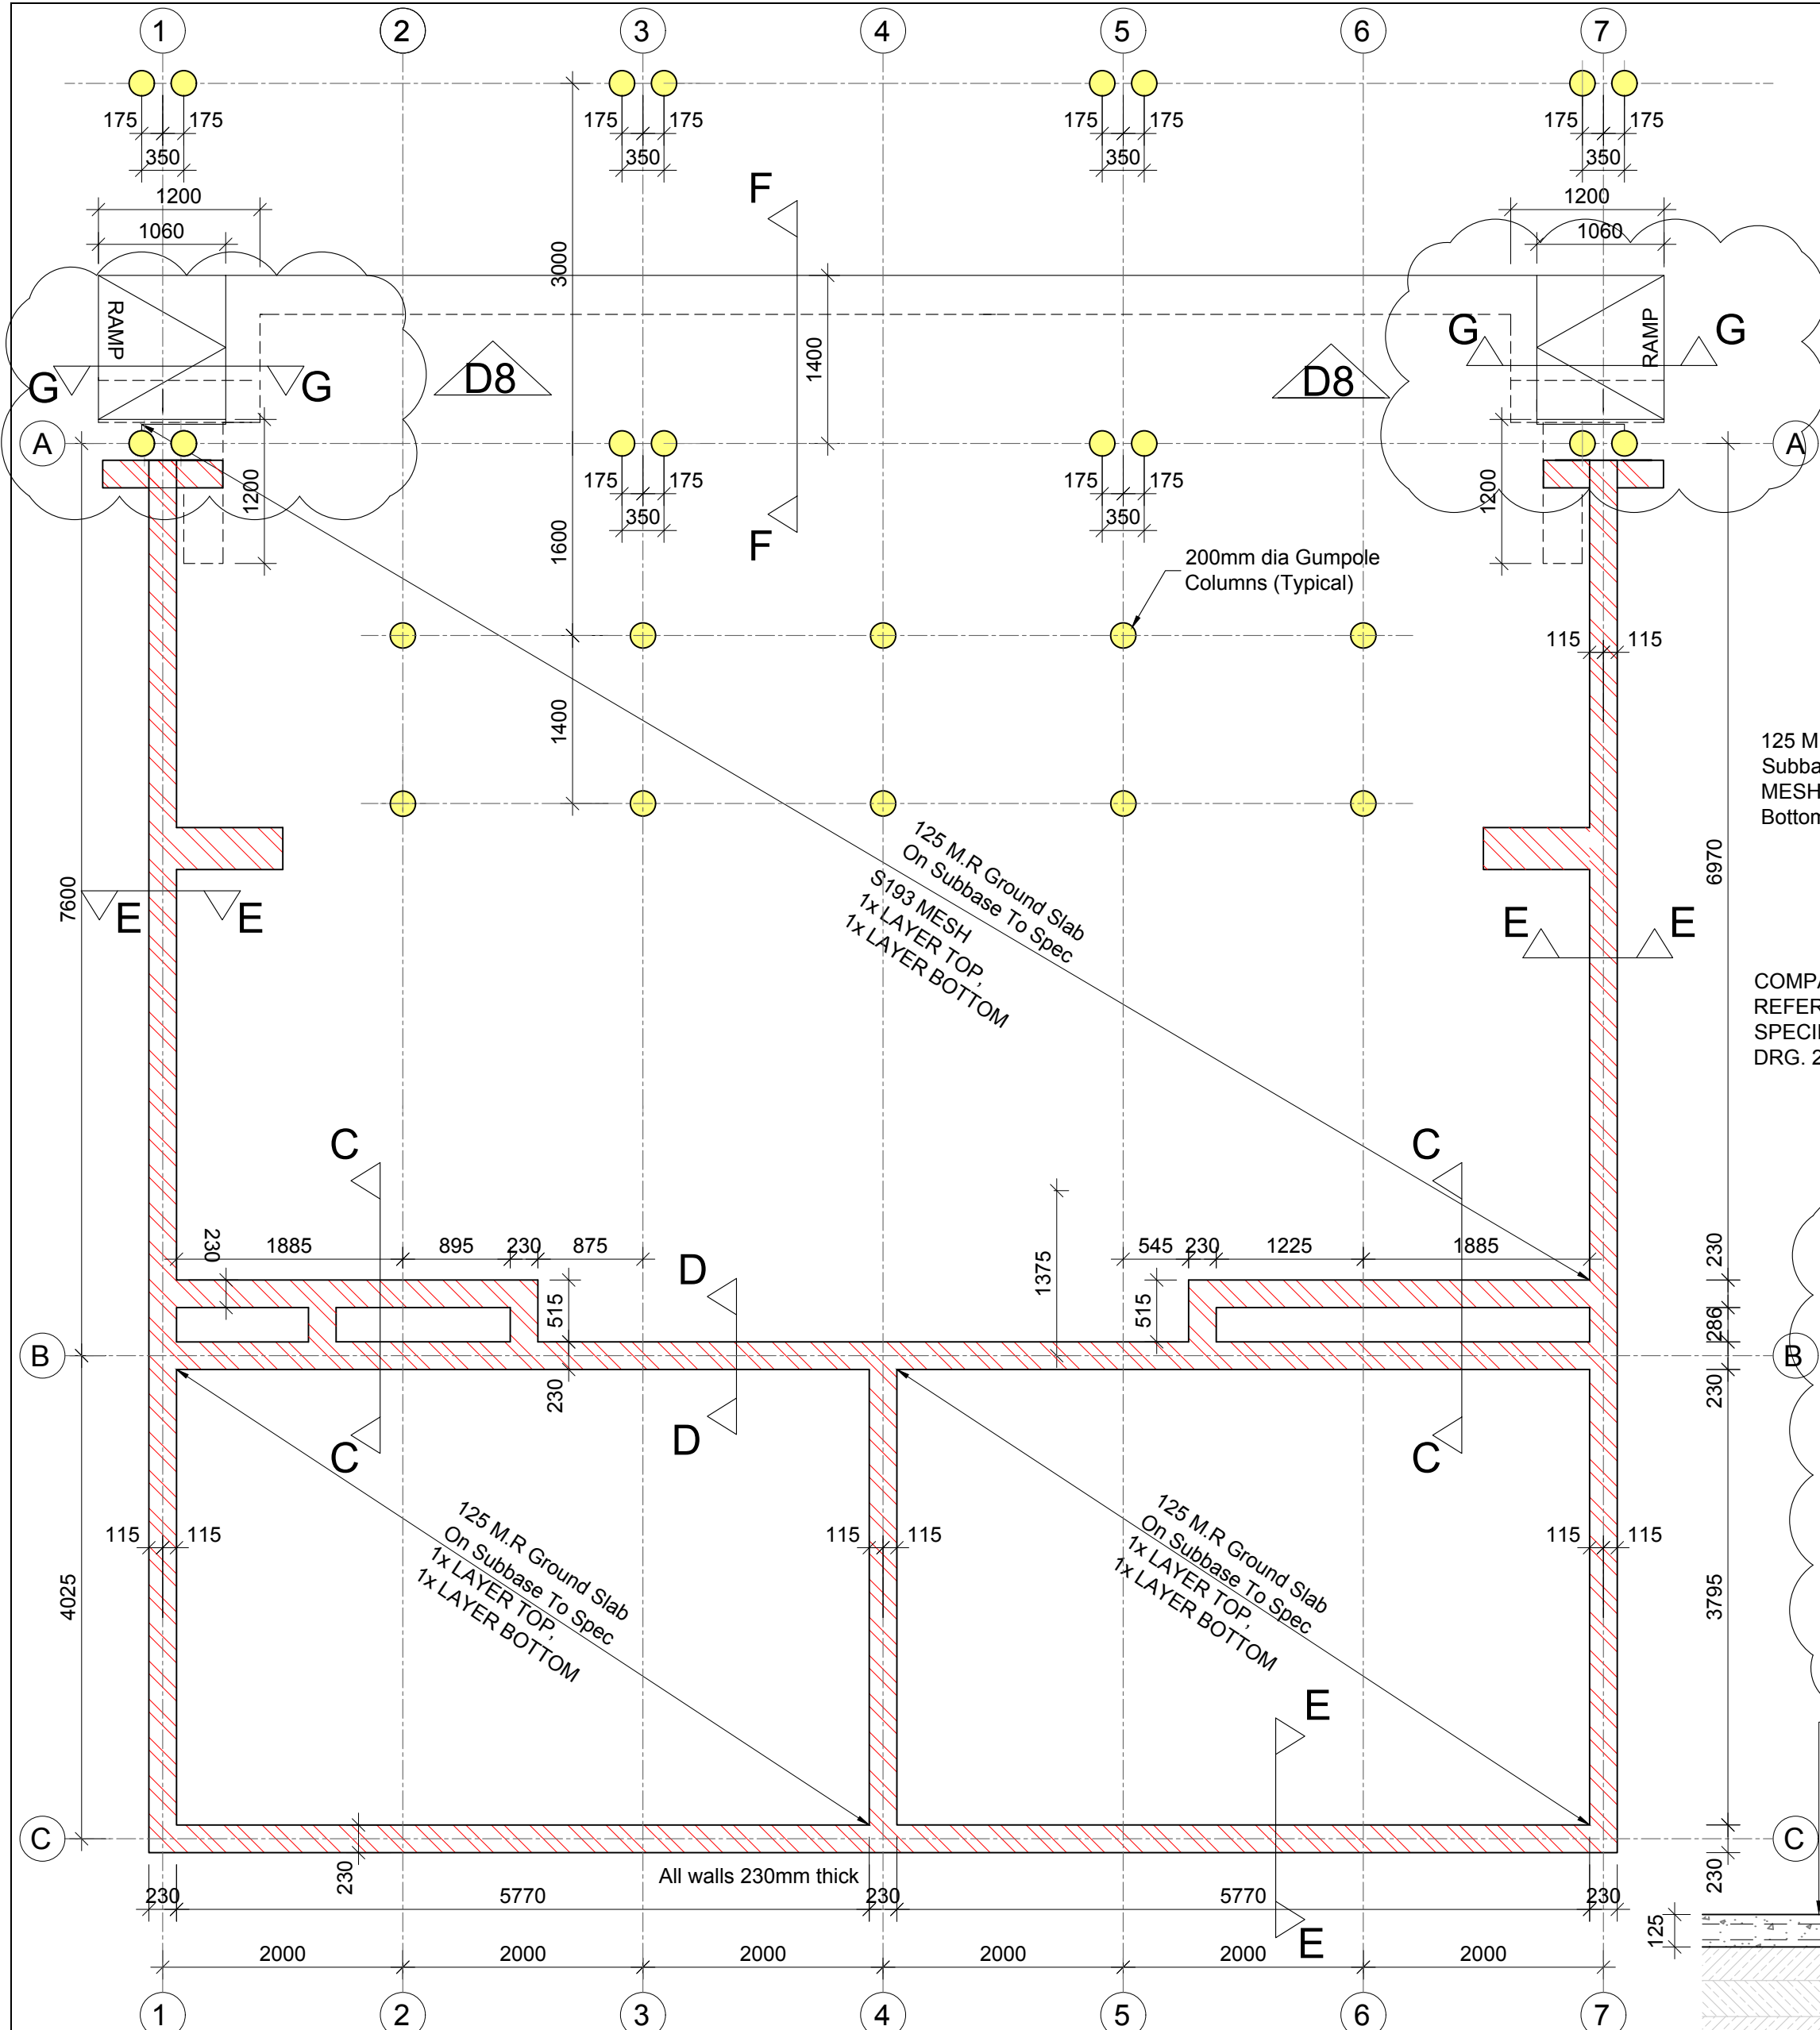 1 2 3 4 5 6 7
175 175 175 175 175 175 175 175
350 350 350 350
1200 1200
1060 1060
F
3000
RAMP RAMP
1400
G G G G
D8 D8
A A
175 175 175 175
350 350
1200 1200
1600
F
200mm dia Gumpole
Columns (Typical)
115 115
1400
125 M
Subba
MESH
Bottom
125 M.R Ground Slab
On Subbase To Spec
S193 MESH
1x LAYER TOP,
1x LAYER BOTTOM
7600
6970
E E E E
COMPA
REFER
SPECI
DRG. 2
C C
230 1885 895 230 875
545 230 1225 1885
230
1375
D
515 515
286
B B
230 230
D
C C
125 M.R Ground Slab
On Subbase To Spec
1x LAYER TOP,
1x LAYER BOTTOM
125 M.R Ground Slab
On Subbase To Spec
1x LAYER TOP,
1x LAYER BOTTOM
115 115 115 115 115 115
4025
3795
E
C C
230
All walls 230mm thick
230
230 5770 230 5770 230
E
125
2000 2000 2000 2000 2000 2000
1 2 3 4 5 6 7